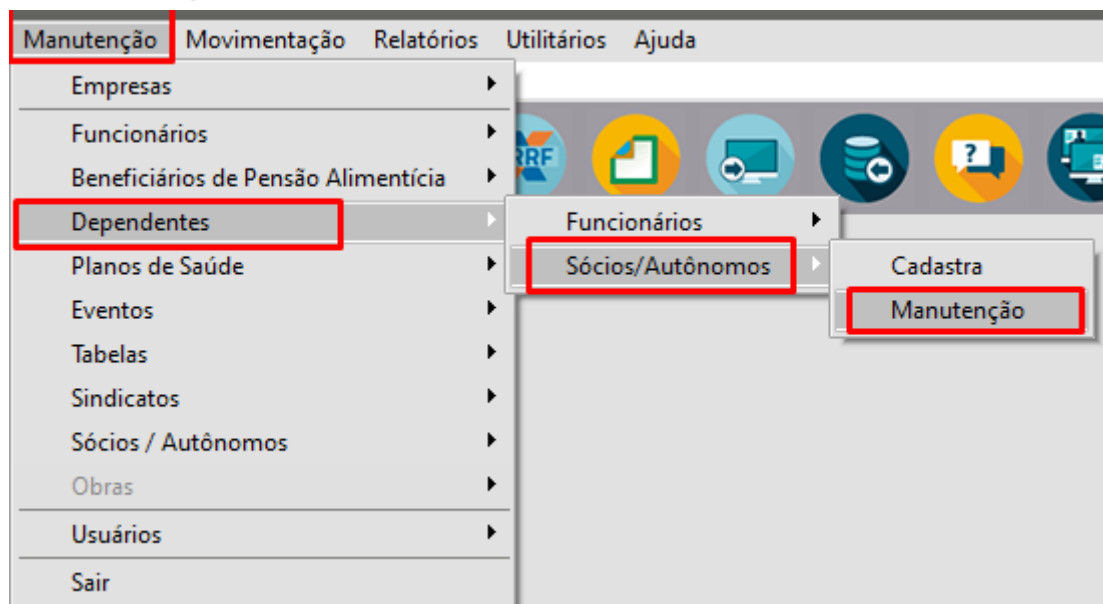 Manutenção Movimentação Relatórios Utilitários Ajuda
Empresas
Funcionários
Beneficiários de Pensão Alimentícia
Dependentes
Planos de Saúde
Eventos
Tabelas
Sindicatos
Sócios / Autônomos
Obras
Usuários
Sair
RRF
?
Funcionários
Sócios/Autônomos
Cadastra
Manutenção